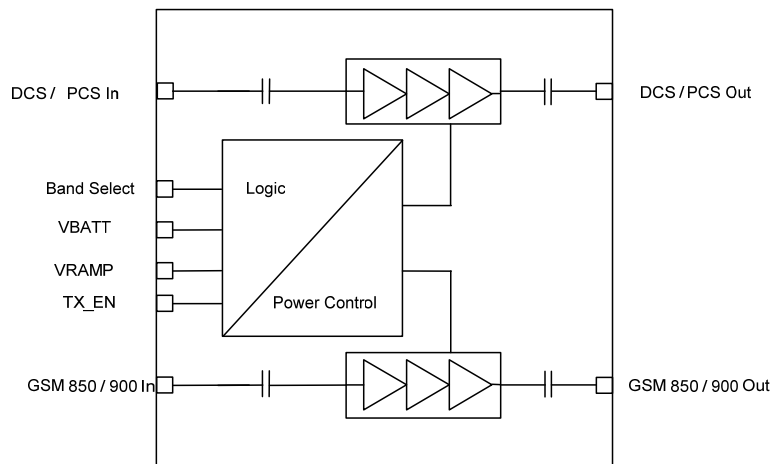 DCS / PCS In
DCS / PCS Out
Band Select
Logic
VBATT
VRAMP
TX_EN
Power Control
GSM 850 / 900 In
GSM 850 / 900 Out